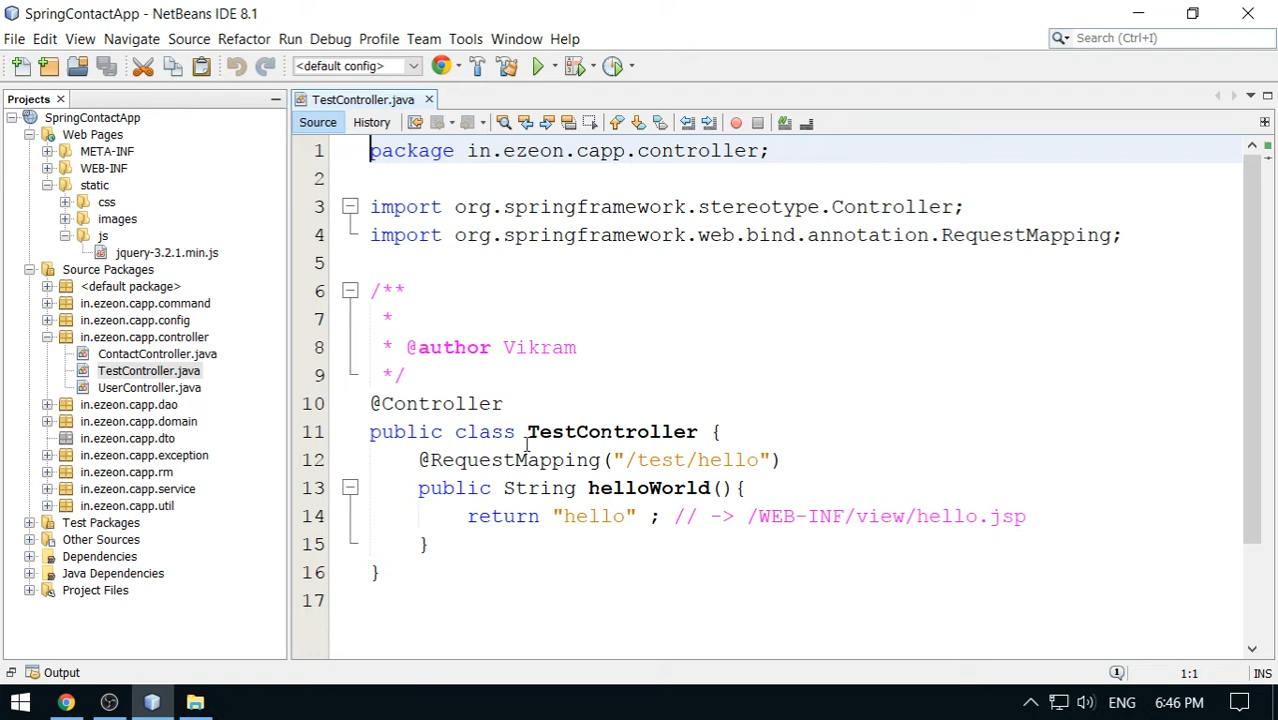 SpringContactApp - NetBeans IDE 8.1
File Edit View Navigate Source Refactor Run Debug Profile Team Tools Window Help
Search (Ctrl+I)
<default config>
Projects
TestController.java
SpringContactApp
Web Pages
META-INF
WEB-INF
static
css
images
js
jquery-3.2.1.min.js
Source Packages
<default package>
in.ezeon.capp.command
in.ezeon.capp.config
in.ezeon.capp.controller
ContactController.java
TestController.java
UserController.java
in.ezeon.capp.dao
in.ezeon.capp.domain
in.ezeon.capp.dto
in.ezeon.capp.exception
in.ezeon.capp.rm
in.ezeon.capp.service
in.ezeon.capp.util
Test Packages
Other Sources
Dependencies
Java Dependencies
Project Files
Source History
1 package in.ezeon.capp.controller;
2
3 import org.springframework.stereotype.Controller;
4 import org.springframework.web.bind.annotation.RequestMapping;
5
6 /**
7 *
8 * @author Vikram
9 */
10 @Controller
11 public class TestController {
12 @RequestMapping("/test/hello")
13 public String helloWorld(){
14 return "hello" ; // -> /WEB-INF/view/hello.jsp
15 }
16 }
17
Output
1:1 INS
ENG 6:46 PM